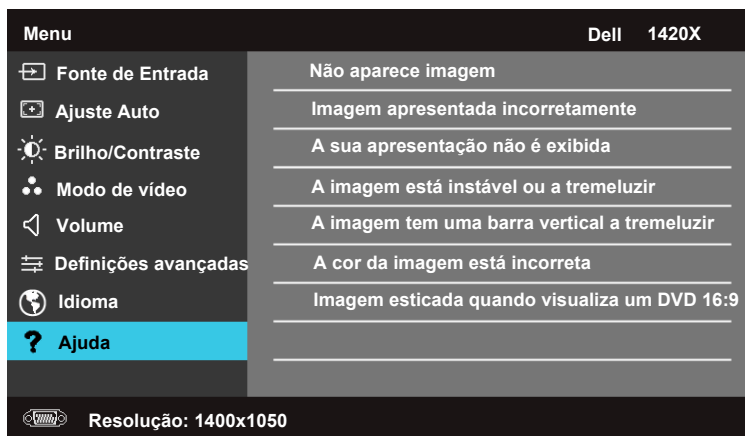 Menu
Dell 1420X
Fonte de Entrada
Ajuste Auto
Brilho/Contraste
Modo de vídeo
Volume
Definições avançadas
Idioma
Ajuda
Não aparece imagem
Imagem apresentada incorretamente
A sua apresentação não é exibida
A imagem está instável ou a tremeluzir
A imagem tem uma barra vertical a tremeluzir
A cor da imagem está incorreta
Imagem esticada quando visualiza um DVD 16:9
Resolução: 1400x1050